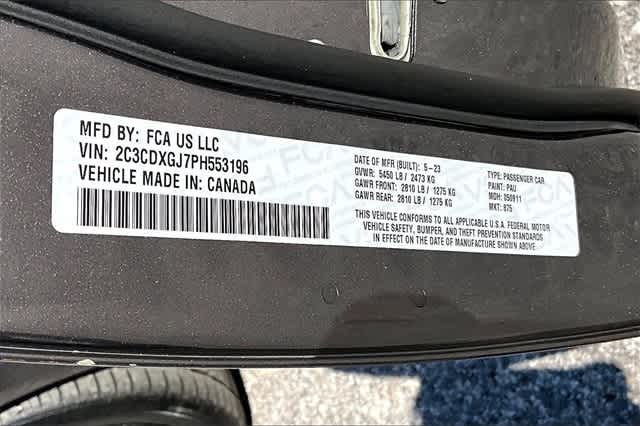 MFD BY: FCA US LLC
VIN: 2C3CDXGJ7PH553196
VEHICLE MADE IN: CANADA
DATE OF MFR (BUILT): 5-23
GVWR: 5450 LB / 2473 KG
GAWR FRONT: 2810 LB / 1275 KG
GAWR REAR: 2810 LB / 1275 KG
TYPE: PASSENGER CAR
PAINT: PAU
MDH: 050911
MKT: 875
THIS VEHICLE CONFORMS TO ALL APPLICABLE U.S.A. FEDERAL MOTOR
VEHICLE SAFETY, BUMPER, AND THEFT PREVENTION STANDARDS
IN EFFECT ON THE DATE OF MANUFACTURE SHOWN ABOVE.